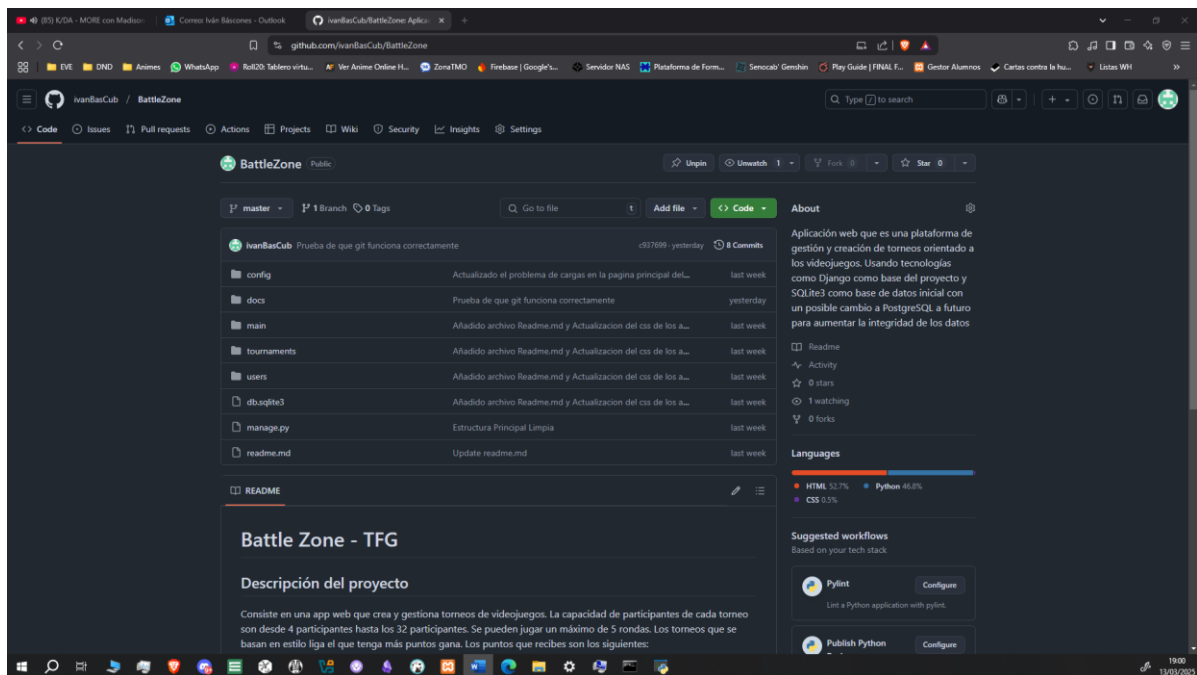 (85) K/DA - MORE con Madison
Correo: Iván Báscones - Outlook
ivanBasCub/BattleZone: Aplicac
github.com/ivanBasCub/BattleZone
EVE
DND
Animes
WhatsApp
Roll20: Tablero virtu...
Ver Anime Online H...
ZonaTMO
Firebase | Google's...
Servidor NAS
Plataforma de Form...
Senocab' Genshin
Play Guide | FINAL F...
Gestor Alumnos
Cartas contra la hu...
Listas WH
ivanBasCub / BattleZone
Type / to search
Code
Issues
Pull requests
Actions
Projects
Wiki
Security
Insights
Settings
BattleZone Public
Unpin
Unwatch 1
Fork 0
Star 0
master
1 Branch
0 Tags
Go to file t
Add file
Code
ivanBasCub Prueba de que git funciona correctamente c937699 · yesterday 8 Commits
config Actualizado el problema de cargas en la pagina principal del... last week
docs Prueba de que git funciona correctamente yesterday
main Añadido archivo Readme.md y Actualizacion del css de los a... last week
tournaments Añadido archivo Readme.md y Actualizacion del css de los a... last week
users Añadido archivo Readme.md y Actualizacion del css de los a... last week
db.sqlite3 Añadido archivo Readme.md y Actualizacion del css de los a... last week
manage.py Estructura Principal Limpia last week
readme.md Update readme.md last week
README
Battle Zone - TFG
Descripción del proyecto
Consiste en una app web que crea y gestiona torneos de videojuegos. La capacidad de participantes de cada torneo
son desde 4 participantes hasta los 32 participantes. Se pueden jugar un máximo de 5 rondas. Los torneos que se
basan en estilo liga el que tenga más puntos gana. Los puntos que recibes son los siguientes:
About
Aplicación web que es una plataforma de
gestión y creación de torneos orientado a
los videojuegos. Usando tecnologías
como Django como base del proyecto y
SQLite3 como base de datos inicial con
un posible cambio a PostgreSQL a futuro
para aumentar la integridad de los datos
Readme
Activity
0 stars
1 watching
0 forks
Languages
HTML 52.7%
Python 46.8%
CSS 0.5%
Suggested workflows
Based on your tech stack
Pylint
Configure
Lint a Python application with pylint.
Publish Python
Configure
19:00
13/03/2025